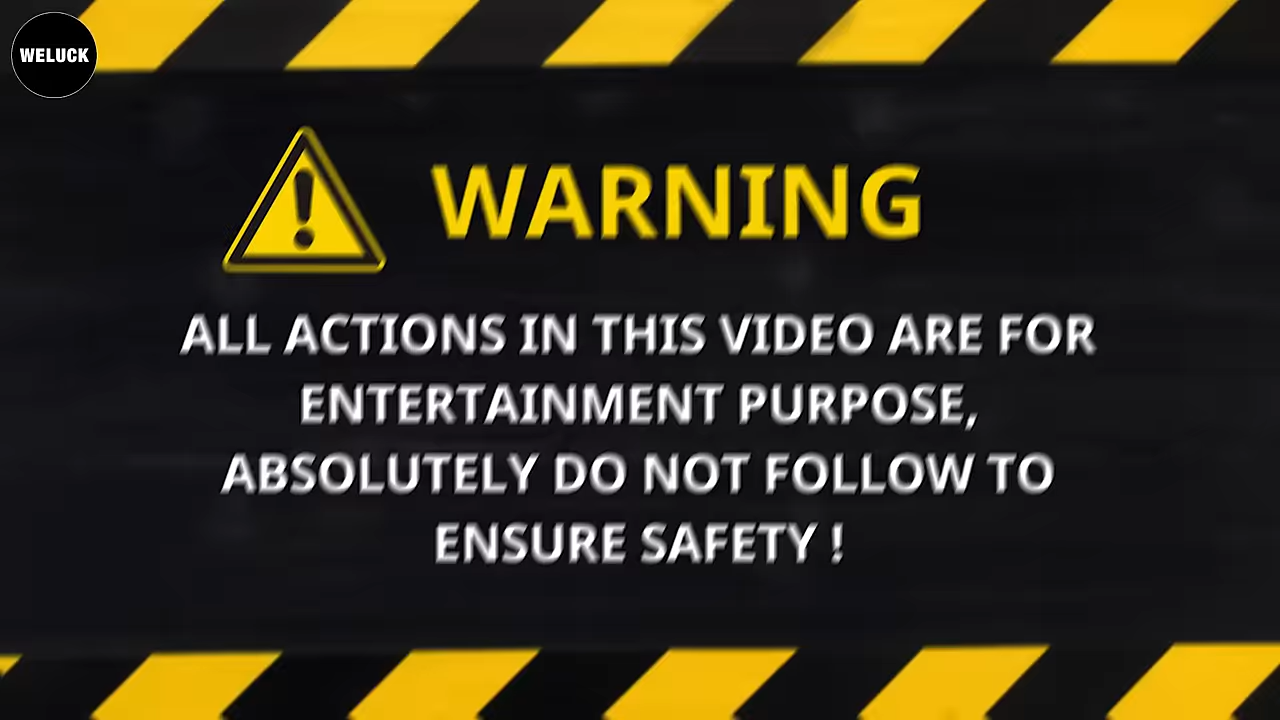 WELUCK
WARNING
ALL ACTIONS IN THIS VIDEO ARE FOR
ENTERTAINMENT PURPOSE,
ABSOLUTELY DO NOT FOLLOW TO
ENSURE SAFETY !